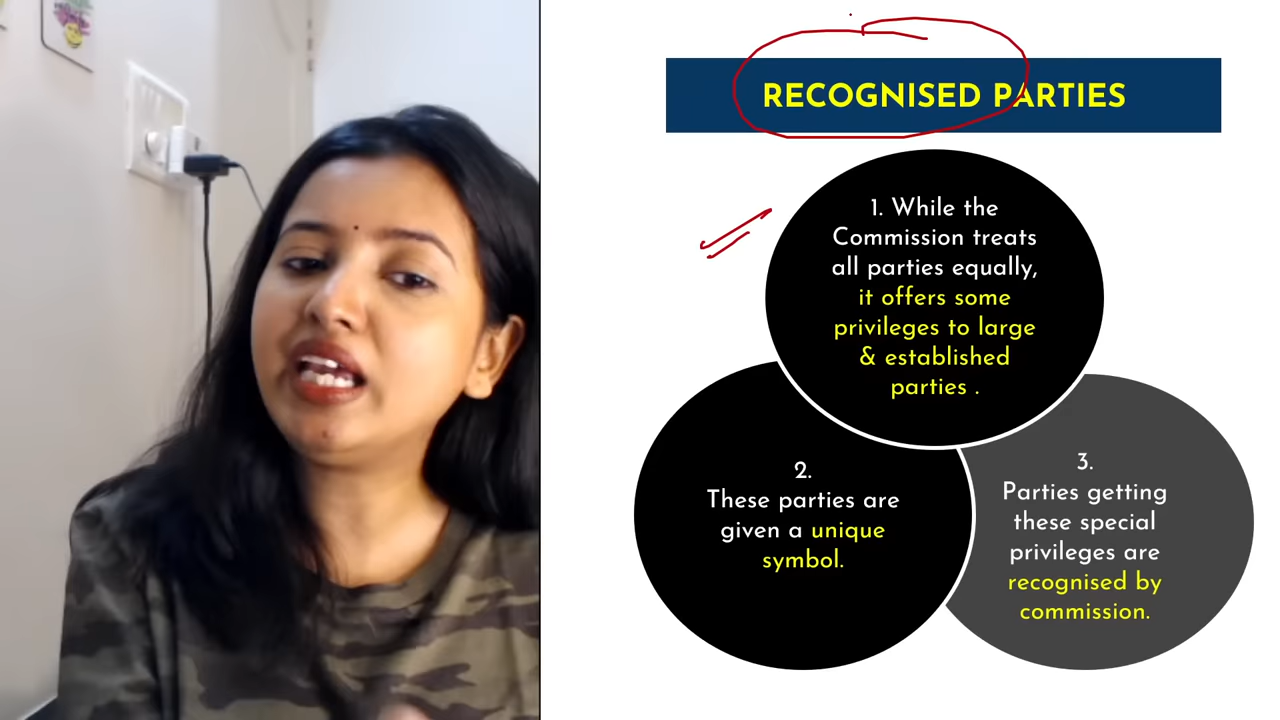 RECOGNISED PARTIES
1. While the
Commission treats
all parties equally,
it offers some
privileges to large
& established
parties .
2.
These parties are
given a unique
symbol.
3.
Parties getting
these special
privileges are
recognised by
commission.